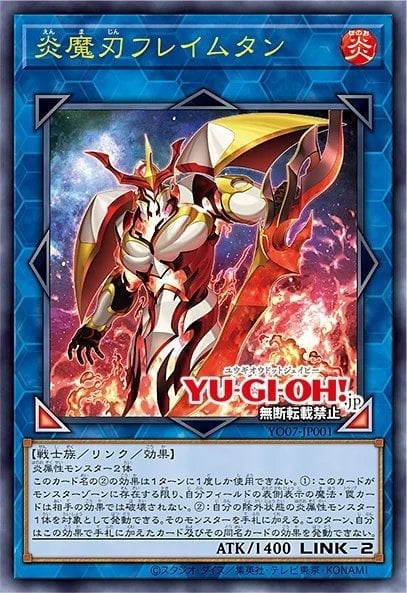 えんまじん
炎魔刃フレイムタン
ほのお
炎
ユウギオウドットジェイピー
YU-GI-OH!.jp
無断転載禁止
YO07-JP001
【戦士族/リンク/効果】
炎属性モンスター2体
このカード名の②の効果は1ターンに1度しか使用できない。①:このカードが
モンスターゾーンに存在する限り、自分フィールドの表側表示の魔法・罠カー
ドは相手の効果では破壊されない。②:自分の除外状態の炎属性モンスター
1体を対象として発動できる。そのモンスターを手札に加える。このターン、自分
はこの効果で手札に加えたカード及びその同名カードの効果を発動できない。
ATK/1400 LINK-2
©スタジオ・ダイス/集英社・テレビ東京・KONAMI